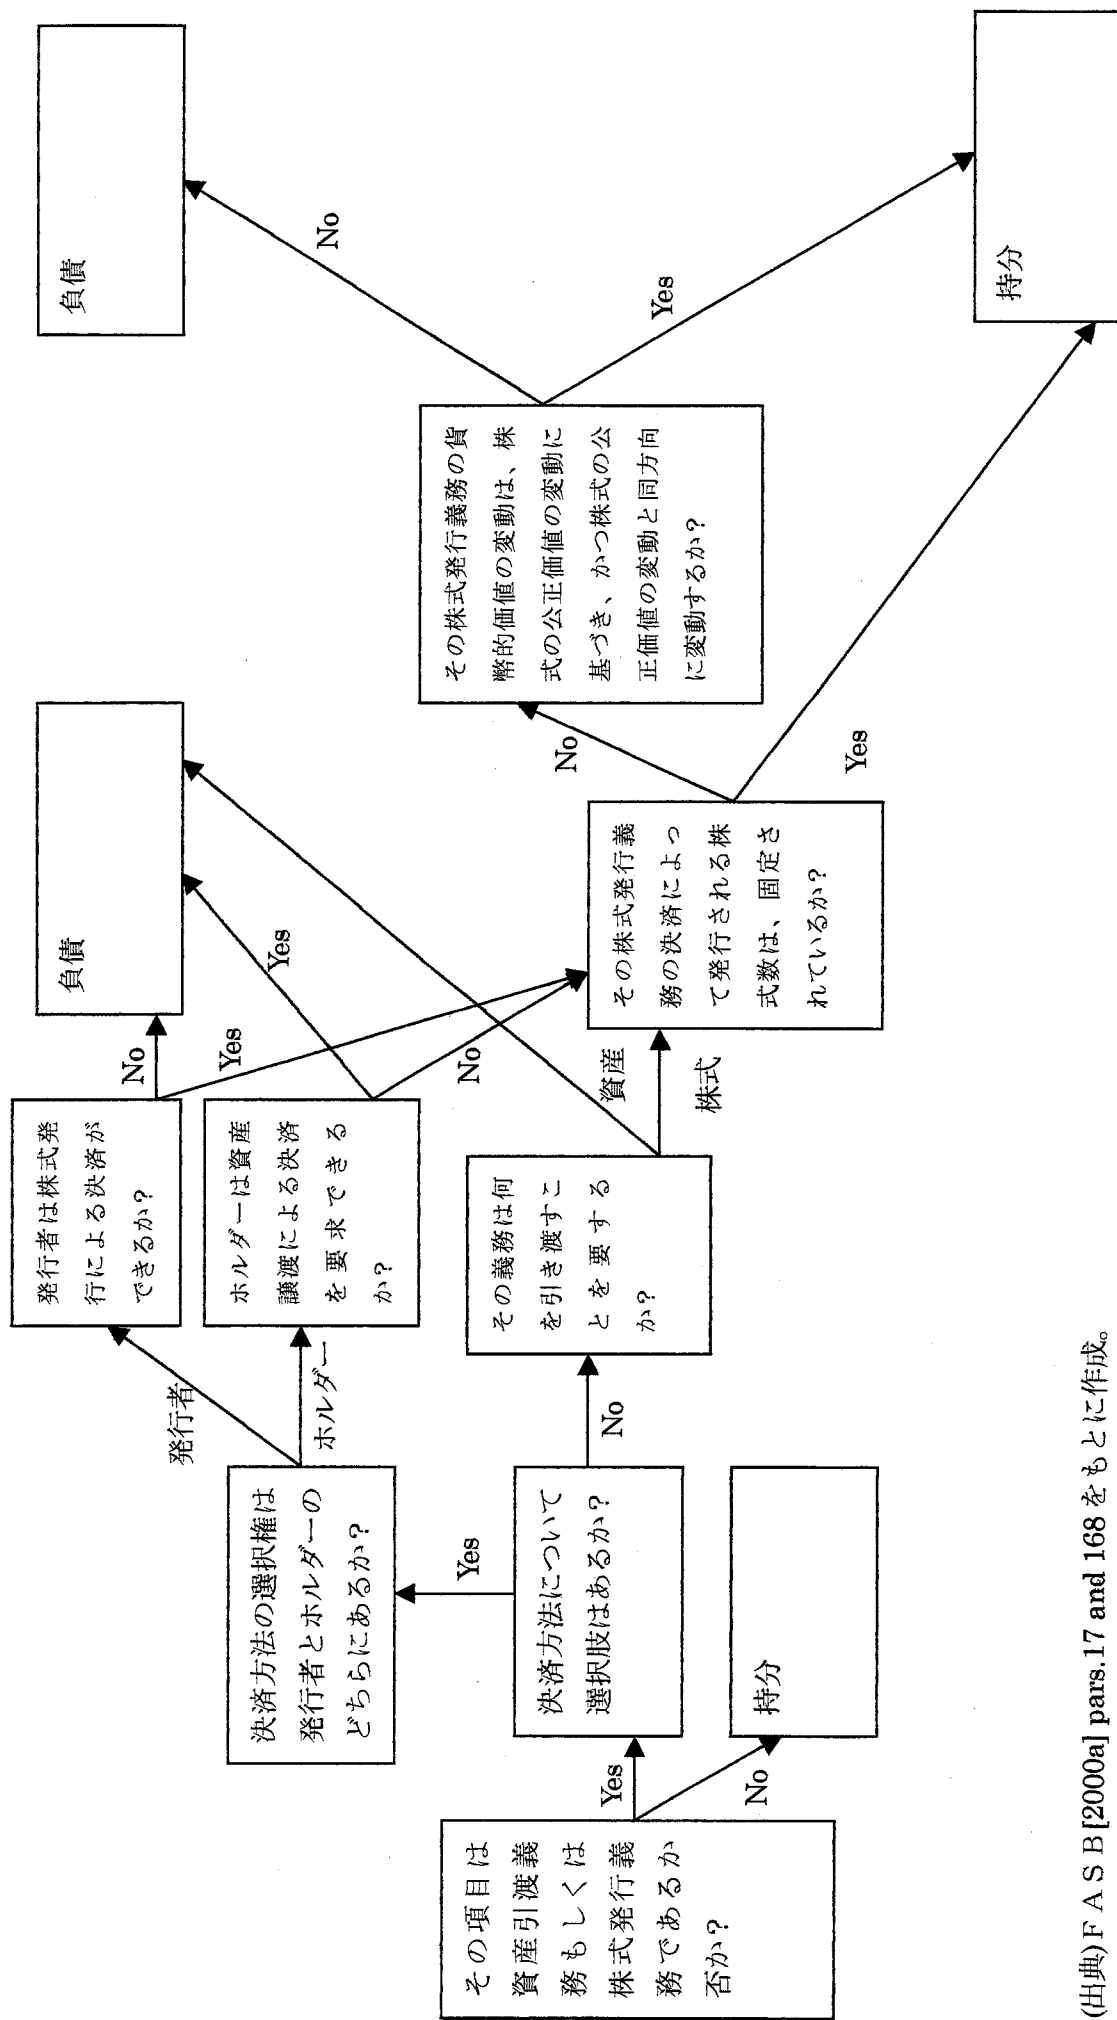 その項目は
資産引渡義
務もしくは
株式発行義
務であるか
否か?
Yes
No
決済方法の選択権は
発行者とホルダーの
どちらにあるか?
決済方法について
選択肢はあるか?
持分
Yes
No
発行者
ホルダー
発行者は株式発
行による決済が
できるか?
ホルダーは資産
譲渡による決済
を要求できる
か?
その義務は何
を引き渡すこ
とを要する
か?
No
Yes
Yes
No
資産
株式
負債
その株式発行義
務の決済によっ
て発行される株
式数は、固定さ
れているか?
No
Yes
その株式発行義務の貨
幣的価値の変動は、株
式の公正価値の変動に
基づき、かつ株式の公
正価値の変動と同方向
に変動するか?
No
Yes
負債
持分
(出典)ＦＡＳＢ[2000a] pars.17 and 168 をもとに作成。